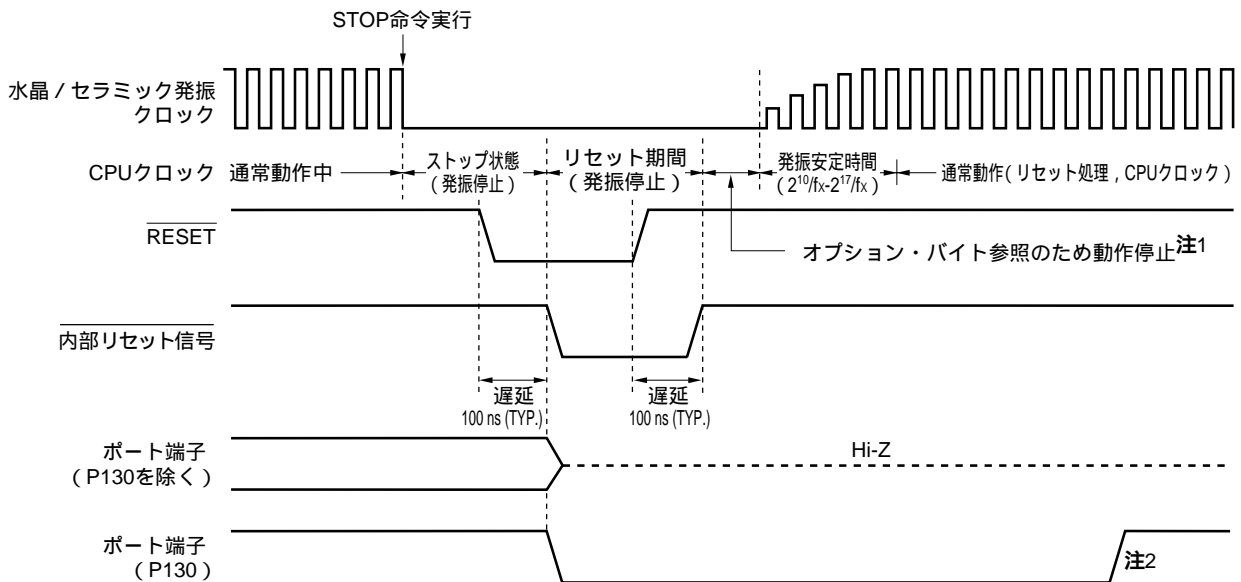 STOP命令実行
水晶／セラミック発振
クロック
CPUクロック 通常動作中
ストップ状態
（発振停止）
リセット期間
（発振停止）
発振安定時間
（2^10/fX-2^17/fX）
通常動作（リセット処理，CPUクロック）
RESET
オプション・バイト参照のため動作停止注1
内部リセット信号
遅延
100 ns (TYP.)
遅延
100 ns (TYP.)
ポート端子
（P130を除く）
Hi-Z
ポート端子
（P130）
注2